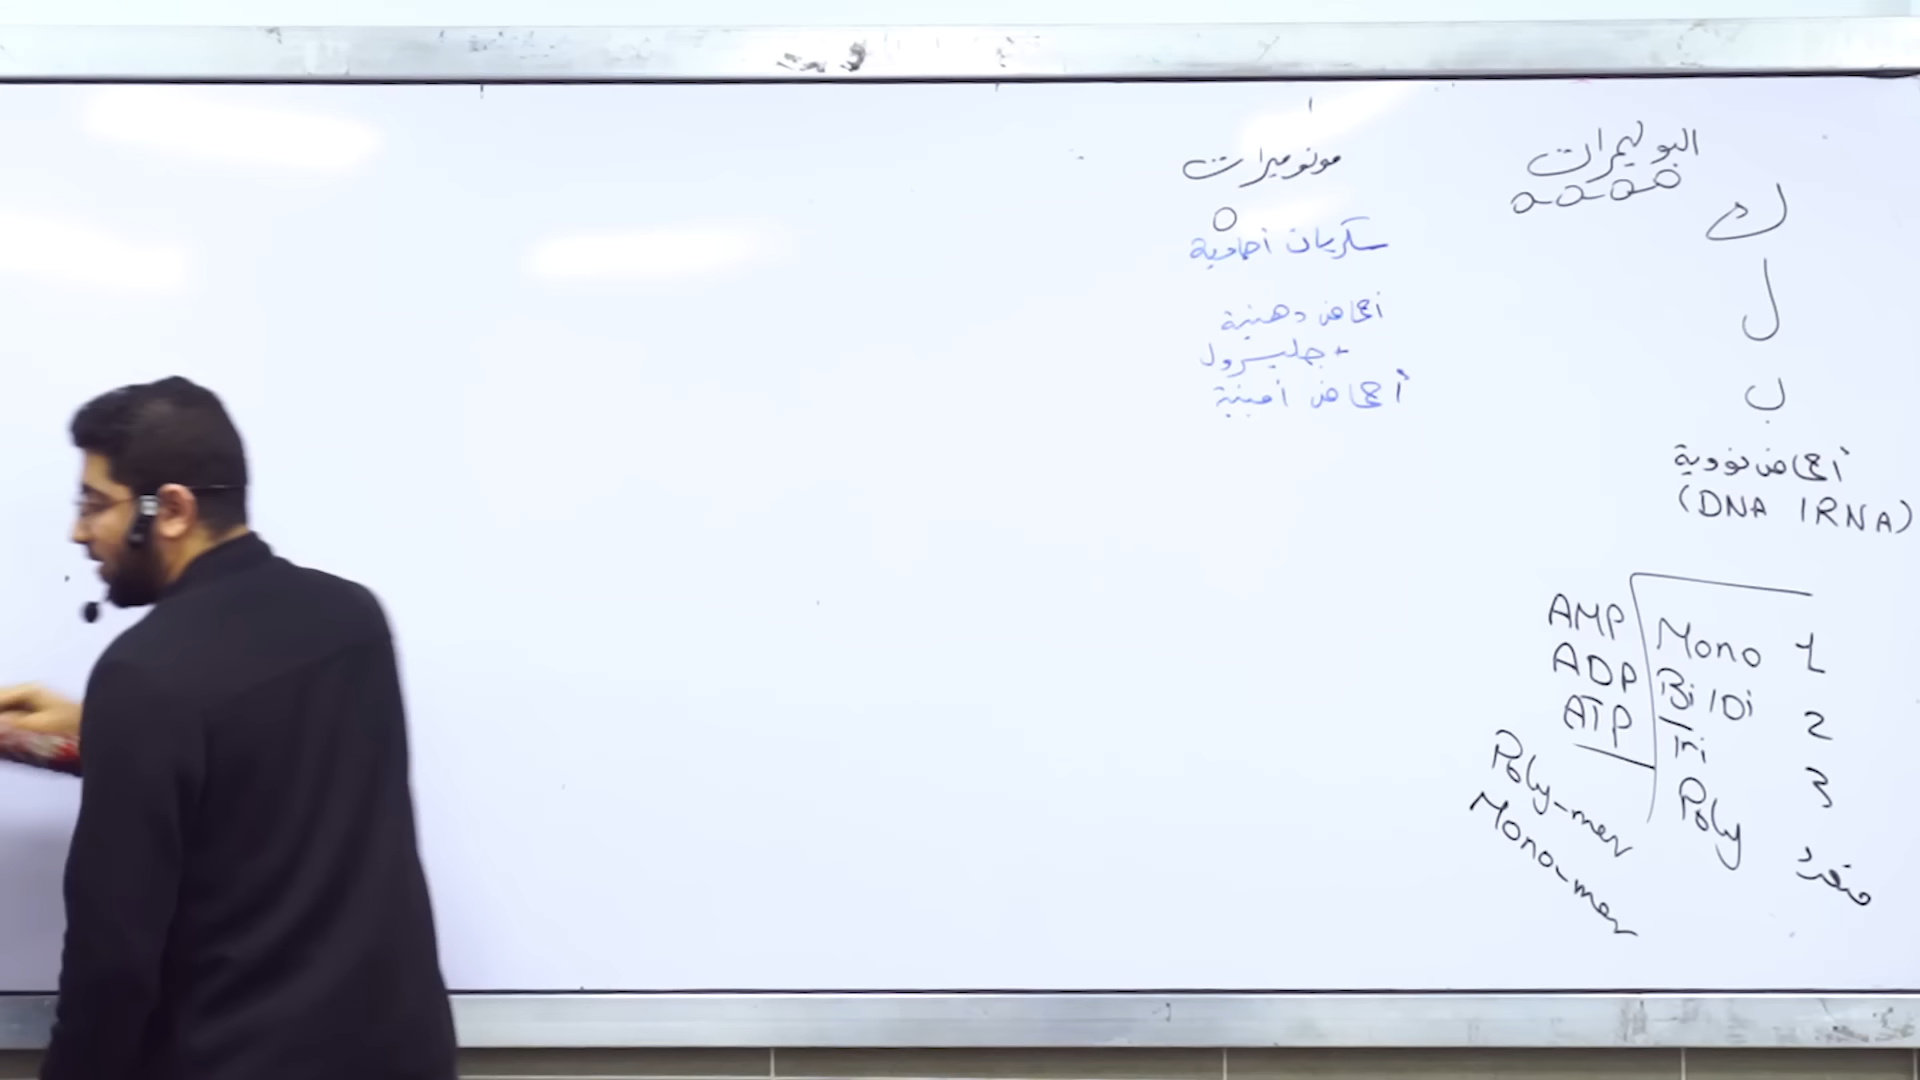 البوليمرات
مونوميرات
ك
سكريات أحادية
ل
أحماض دهنية
+ جليسرول
ب
أحماض أمينية
أحماض نووية
(DNA / RNA)
AMP Mono 1
ADP Bi / Di 2
ATP Tri 3
Poly متعدد
Poly-mer
Mono-mer